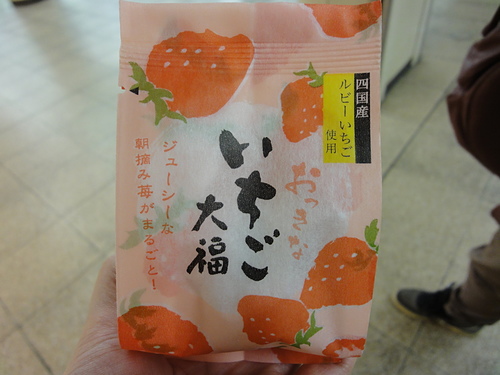 四国産
ルビーいちご
使用
おっきな
いちご
大福
ジューシーな
朝摘み苺がまるごと!